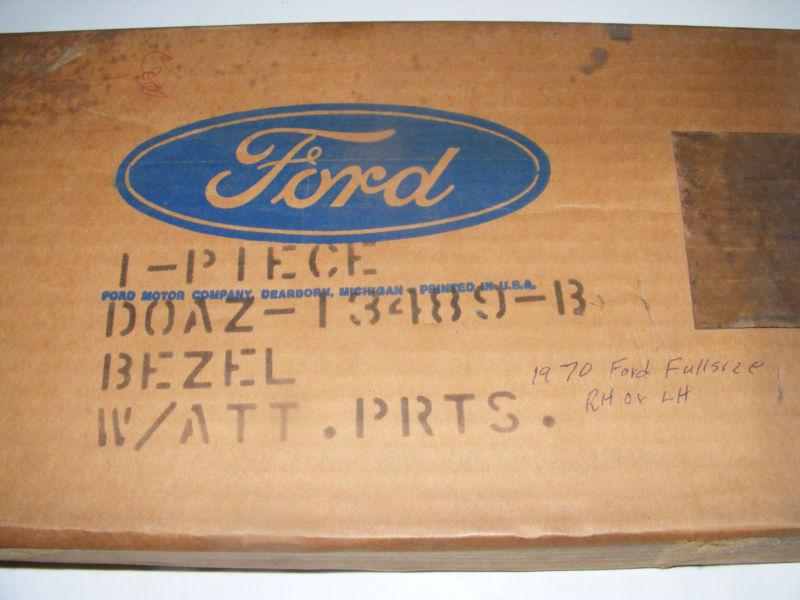 Ford
1-PIECE
FORD MOTOR COMPANY, DEARBORN, MICHIGAN - PRINTED IN U.S.A.
DOAZ-13489-B
BEZEL
W/ATT.PRTS.
1970 Ford Fullsize
RH or LH